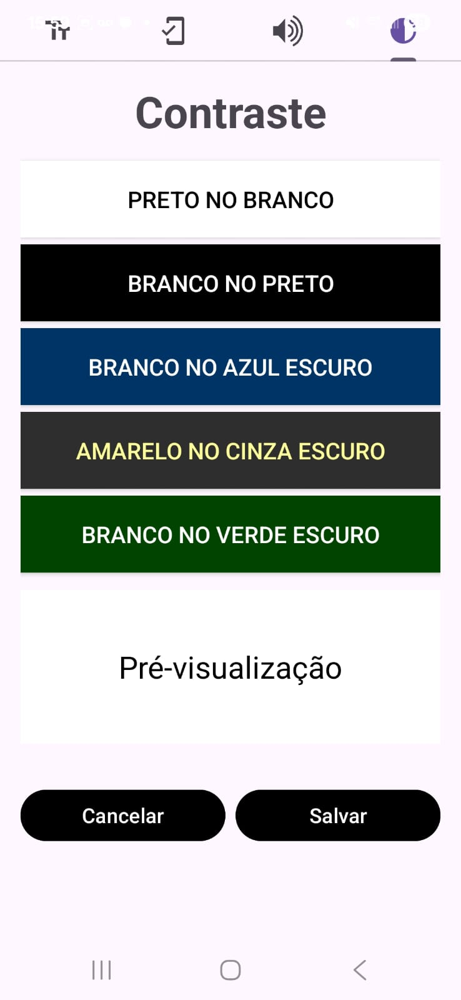 Contraste
PRETO NO BRANCO
BRANCO NO PRETO
BRANCO NO AZUL ESCURO
AMARELO NO CINZA ESCURO
BRANCO NO VERDE ESCURO
Pré-visualização
Cancelar
Salvar